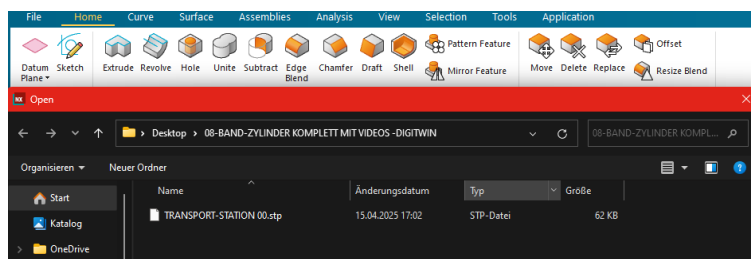 File Home Curve Surface Assemblies Analysis View Selection Tools Application
Pattern Feature Offset
Datum Plane Sketch Extrude Revolve Hole Unite Subtract Edge Blend Chamfer Draft Shell Mirror Feature Move Delete Replace Resize Blend
NX Open
Desktop › 08-BAND-ZYLINDER KOMPLETT MIT VIDEOS -DIGITWIN 08-BAND-ZYLINDER KOMPL...
Organisieren Neuer Ordner
Start Name Änderungsdatum Typ Größe
Katalog TRANSPORT-STATION 00.stp 15.04.2025 17:02 STP-Datei 62 KB
OneDrive